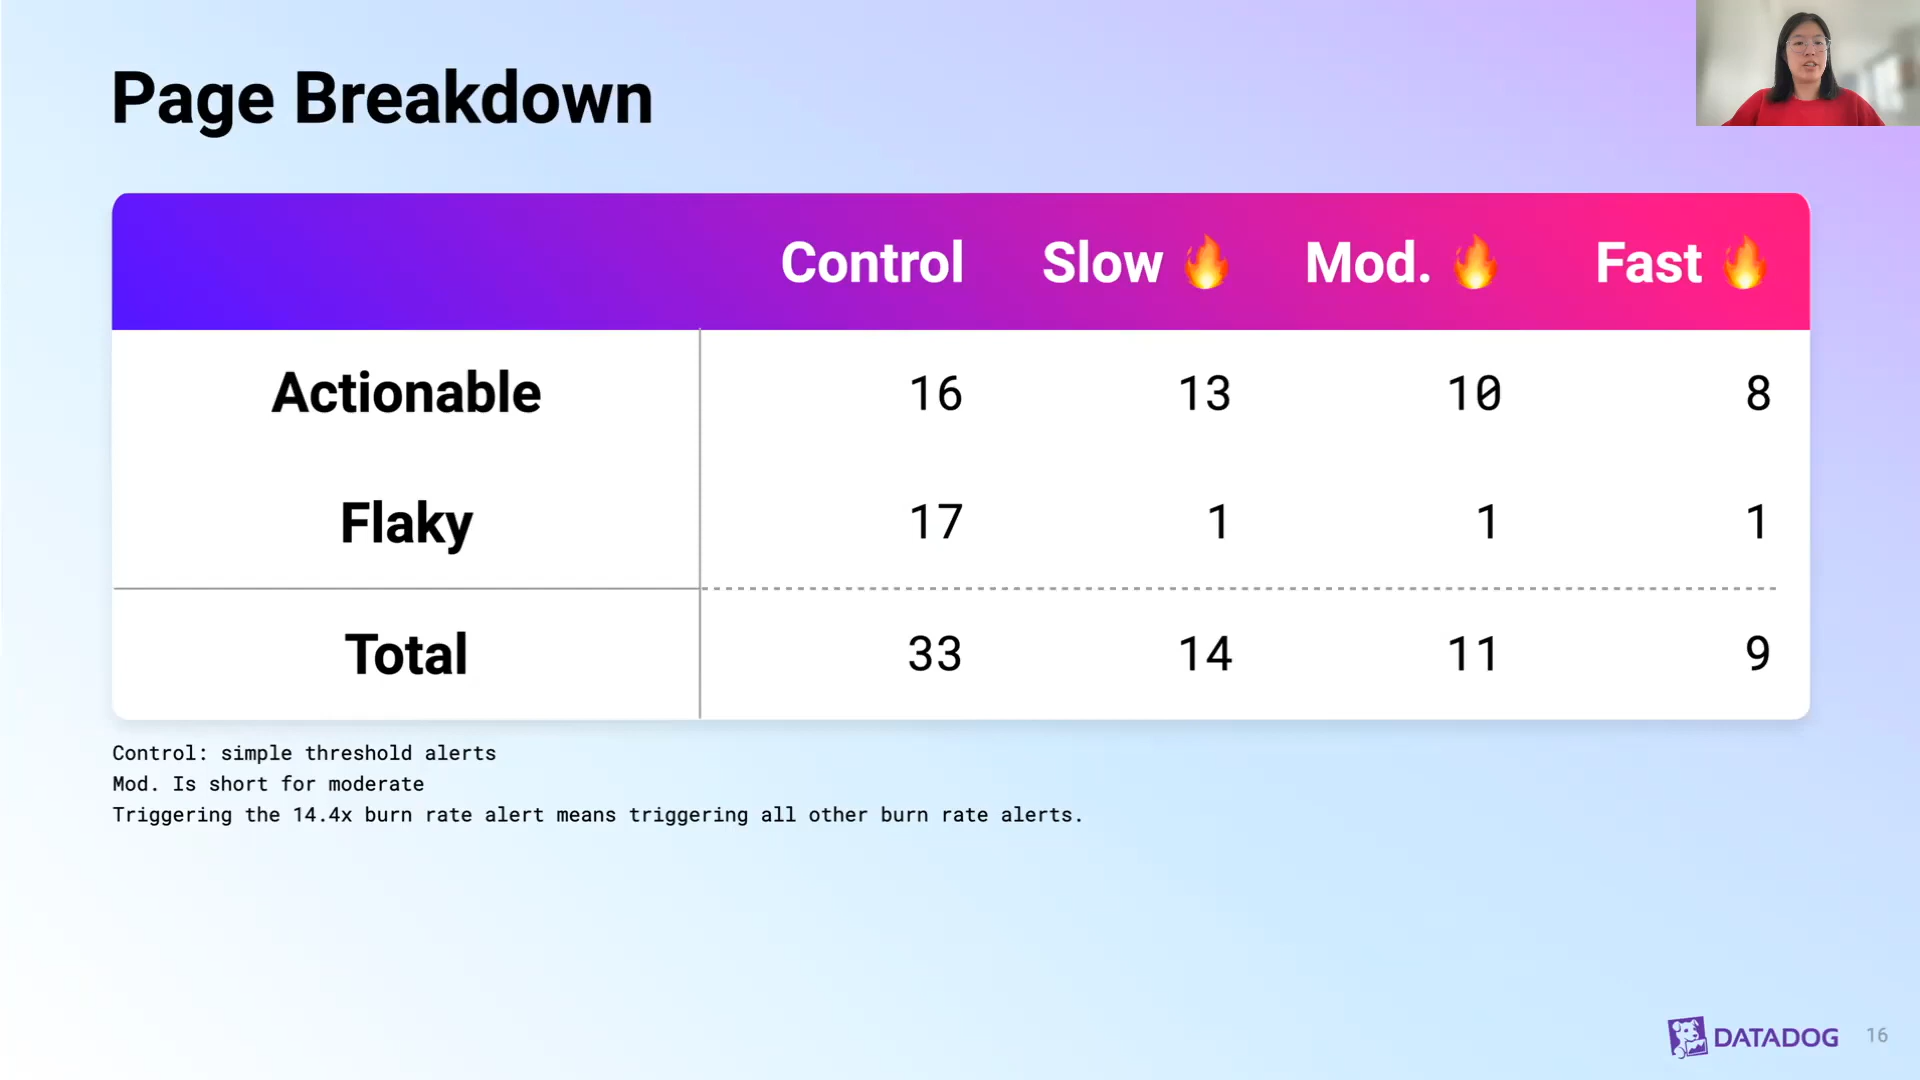 Page Breakdown
Control Slow 🔥 Mod. 🔥 Fast 🔥
Actionable 16 13 10 8
Flaky 17 1 1 1
Total 33 14 11 9
Control: simple threshold alerts
Mod. Is short for moderate
Triggering the 14.4x burn rate alert means triggering all other burn rate alerts.
DATADOG 16